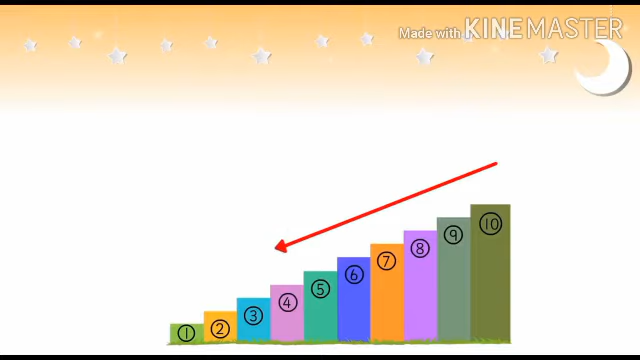 Made with KINEMASTER
① ② ③ ④ ⑤ ⑥ ⑦ ⑧ ⑨ ⑩